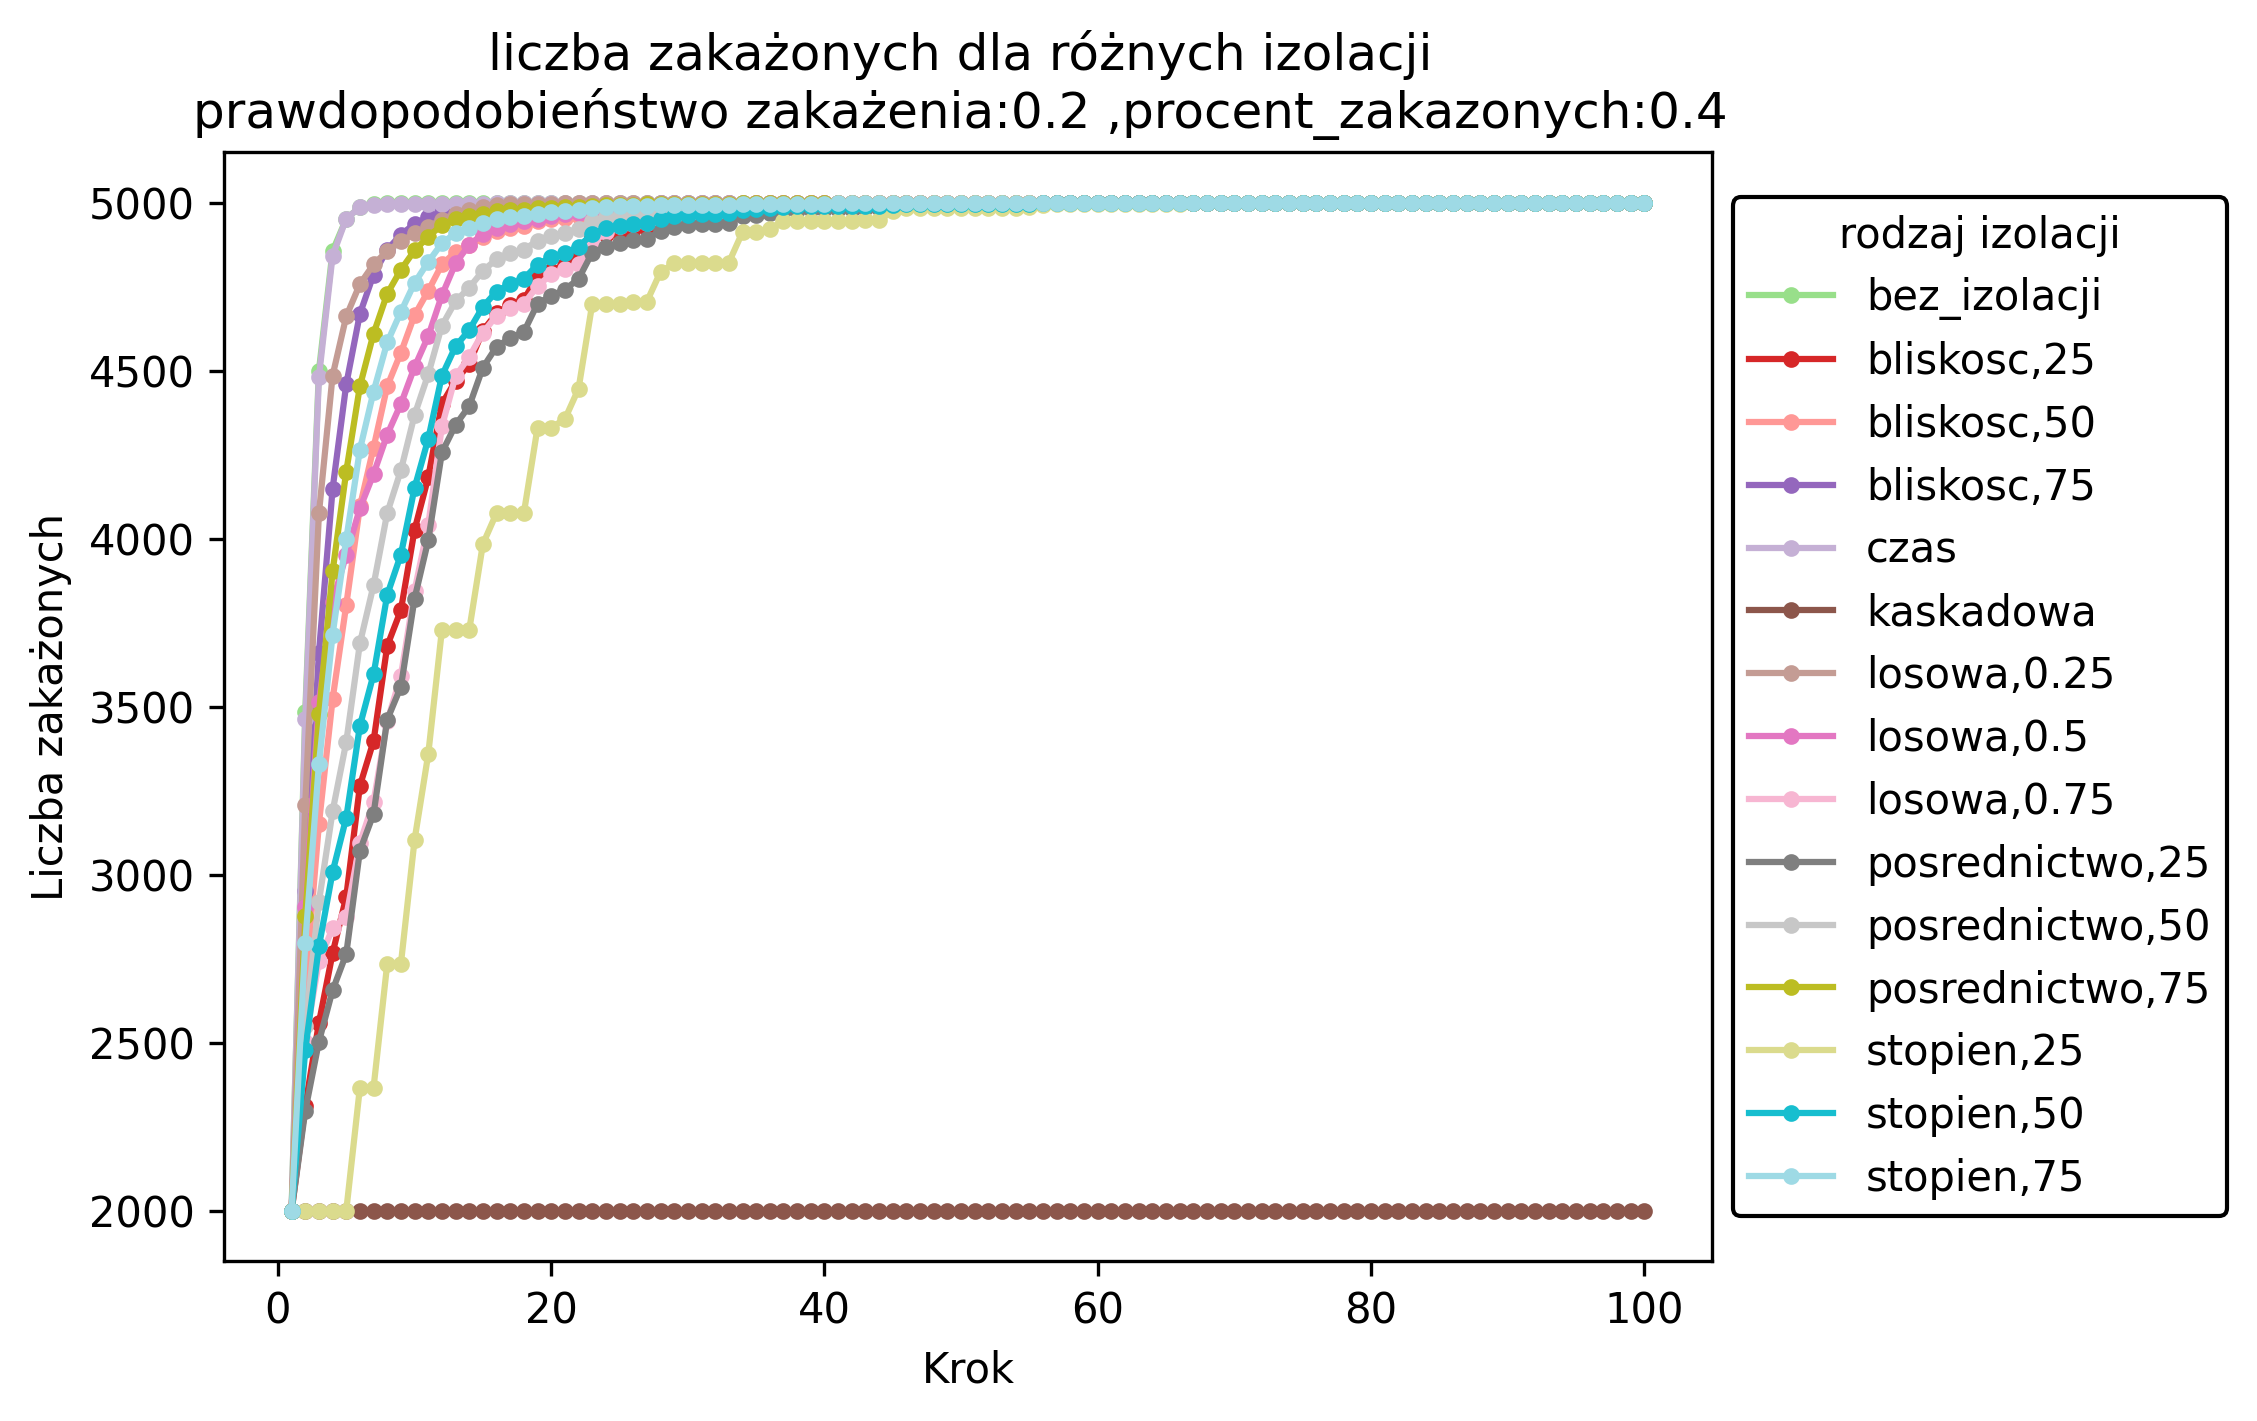 liczba zakażonych dla różnych izolacji
prawdopodobieństwo zakażenia:0.2 ,procent_zakazonych:0.4
Liczba zakażonych
5000
4500
4000
3500
3000
2500
2000
0
20
40
60
80
100
Krok
rodzaj izolacji
bez_izolacji
bliskosc,25
bliskosc,50
bliskosc,75
czas
kaskadowa
losowa,0.25
losowa,0.5
losowa,0.75
posrednictwo,25
posrednictwo,50
posrednictwo,75
stopien,25
stopien,50
stopien,75